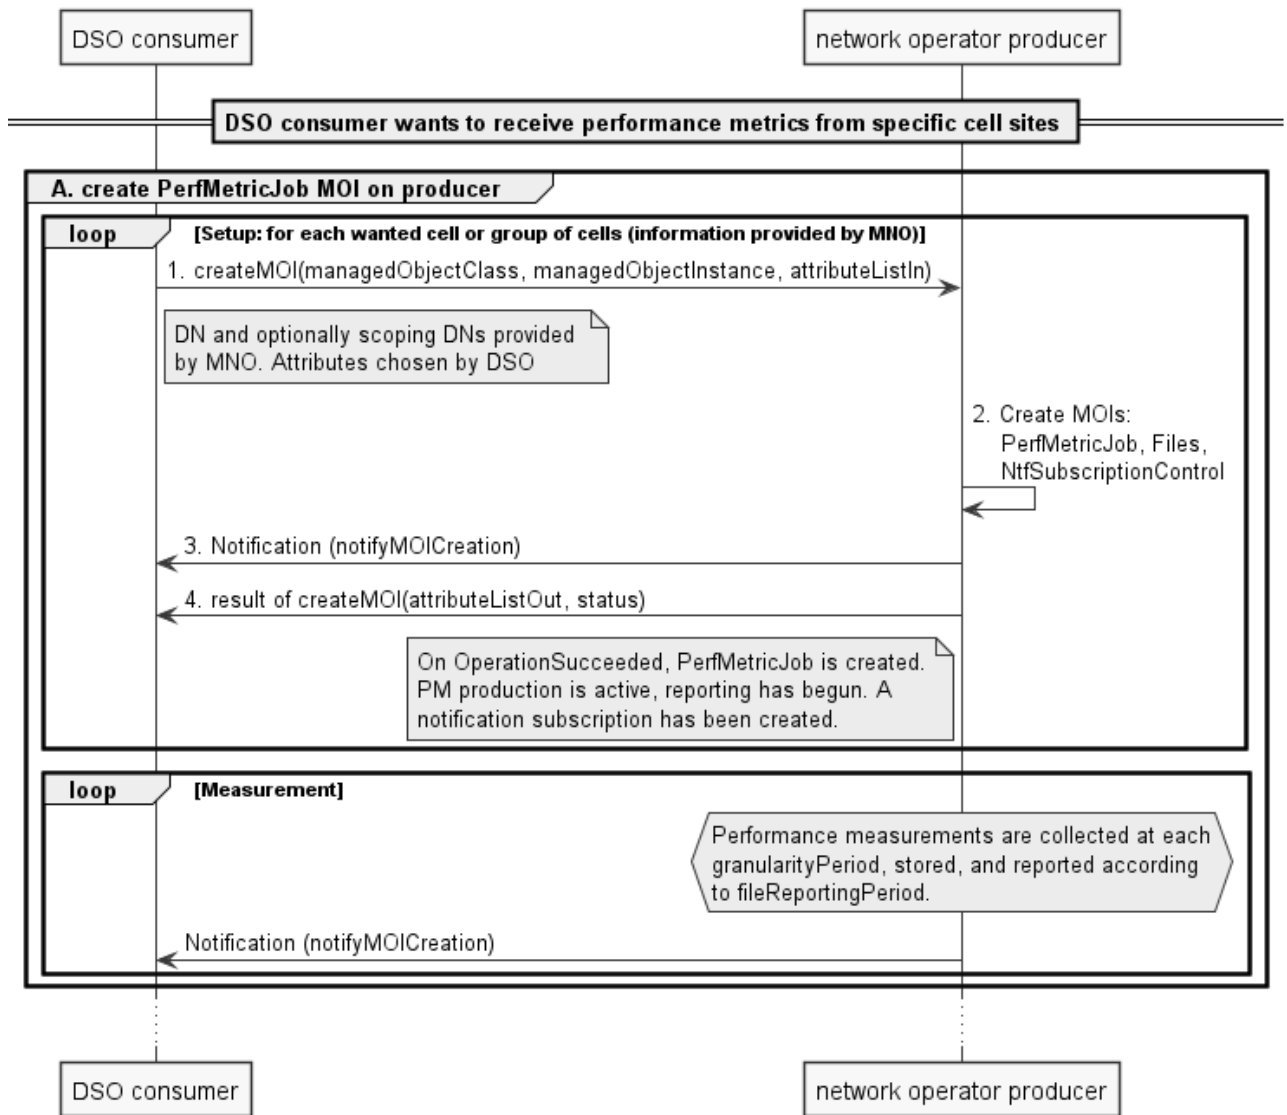 DSO consumer
network operator producer
DSO consumer wants to receive performance metrics from specific cell sites
A. create PerfMetricJob MOI on producer
loop
[Setup: for each wanted cell or group of cells (information provided by MNO)]
1. createMOI(managedObjectClass, managedObjectInstance, attributeListIn)
DN and optionally scoping DNs provided
by MNO. Attributes chosen by DSO
2. Create MOIs:
PerfMetricJob, Files,
NtfSubscriptionControl
3. Notification (notifyMOICreation)
4. result of createMOI(attributeListOut, status)
On OperationSucceeded, PerfMetricJob is created.
PM production is active, reporting has begun. A
notification subscription has been created.
loop
[Measurement]
Performance measurements are collected at each
granularityPeriod, stored, and reported according
to fileReportingPeriod.
Notification (notifyMOICreation)
DSO consumer
network operator producer